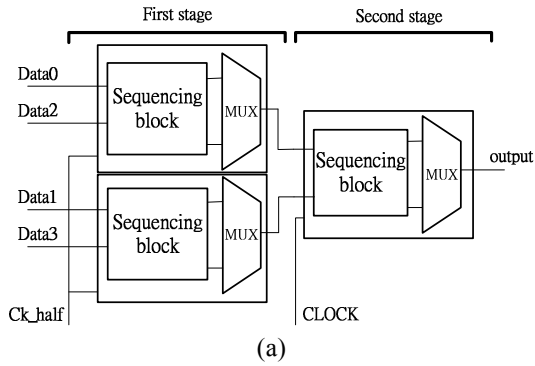 First stage
Second stage
Data0
Data2
Sequencing
block
MUX
Data1
Data3
Sequencing
block
MUX
Sequencing
block
MUX
output
Ck_half
CLOCK
(a)